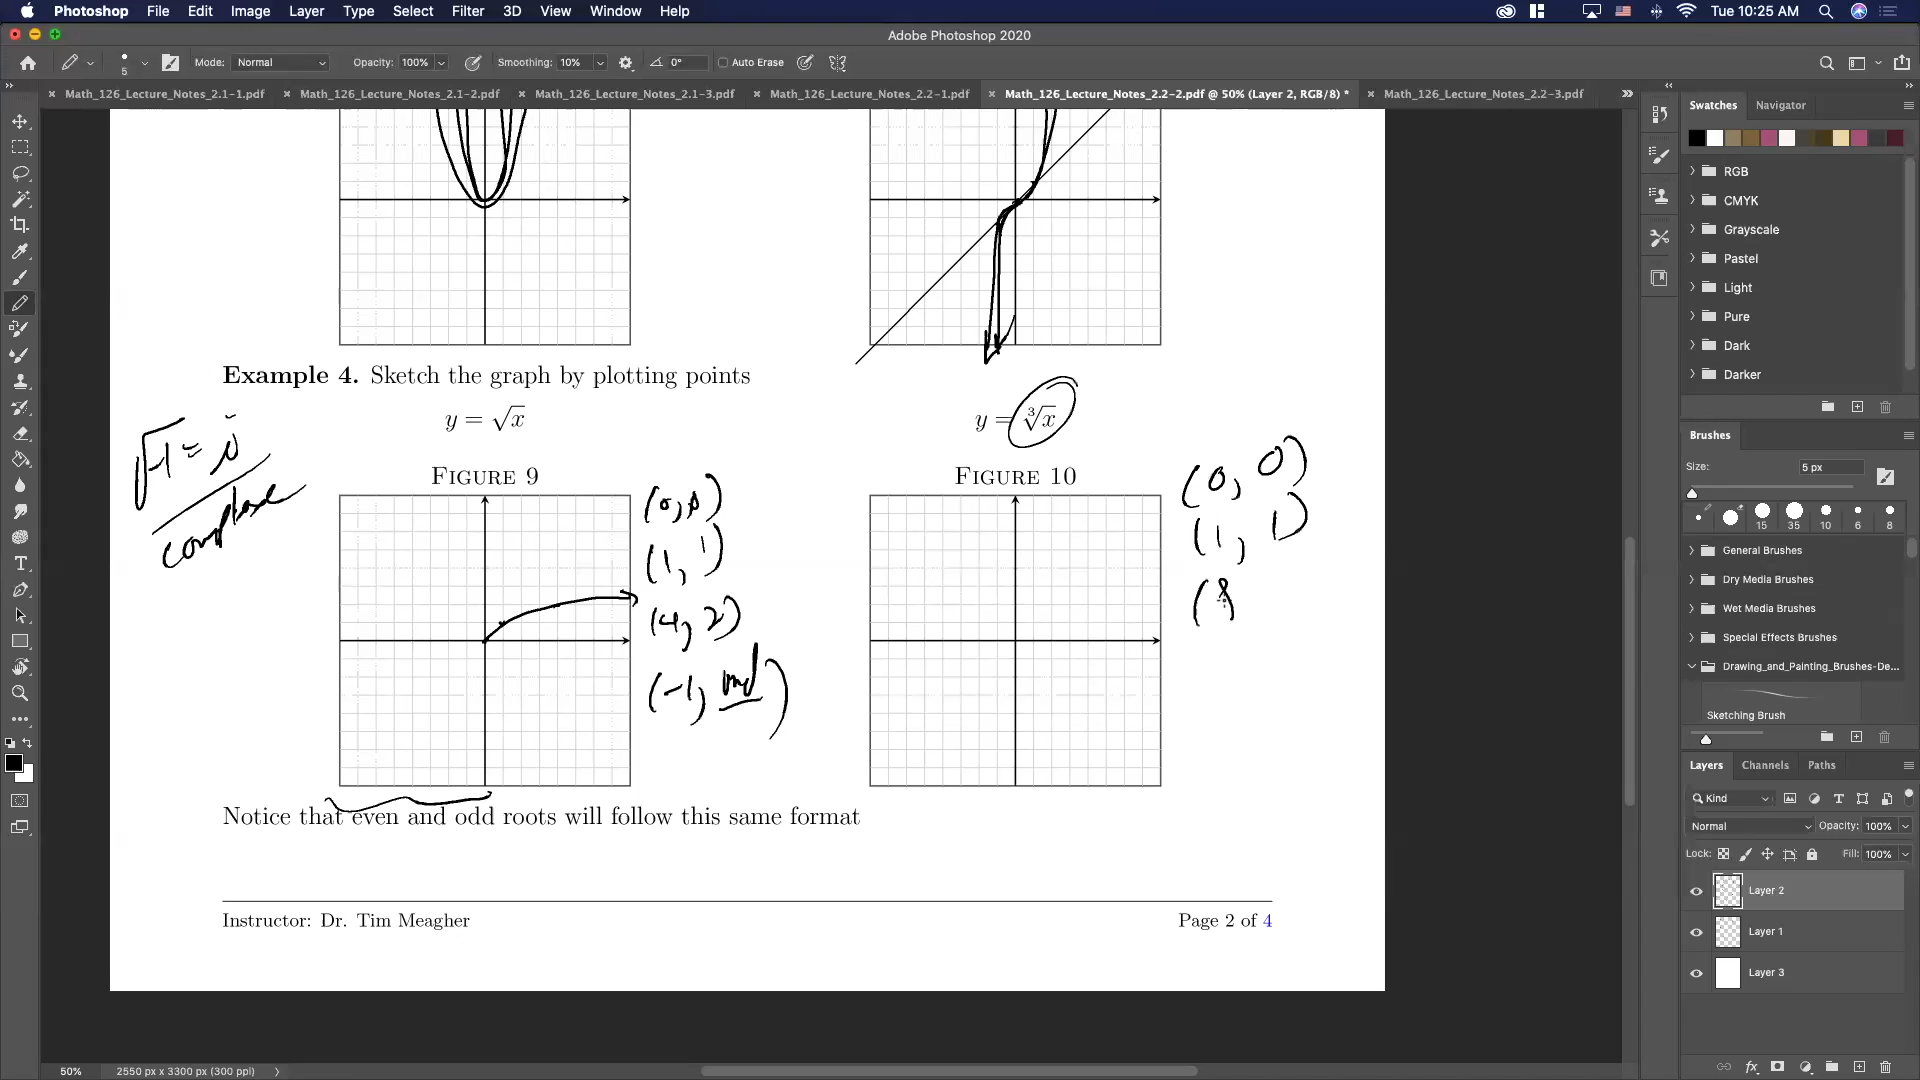 Photoshop File Edit Image Layer Type Select Filter 3D View Window Help Tue 10:25 AM
Adobe Photoshop 2020
5 Mode: Normal Opacity: 100% Smoothing: 10% 0° Auto Erase
Math_126_Lecture_Notes_2.1-1.pdf Math_126_Lecture_Notes_2.1-2.pdf Math_126_Lecture_Notes_2.1-3.pdf Math_126_Lecture_Notes_2.2-1.pdf Math_126_Lecture_Notes_2.2-2.pdf @ 50% (Layer 2, RGB/8) * Math_126_Lecture_Notes_2.2-3.pdf
Example 4. Sketch the graph by plotting points
y = √x
y = ∛x
√-1 = i
complex
Figure 9
Figure 10
(0, 0)
(1, 1)
(4, 2)
(-1, und)
(0, 0)
(1, 1)
(8
Notice that even and odd roots will follow this same format
Instructor: Dr. Tim Meagher
Page 2 of 4
50% 2550 px x 3300 px (300 ppi)
Swatches Navigator
RGB
CMYK
Grayscale
Pastel
Light
Pure
Dark
Darker
Brushes
Size: 5 px
15 35 10 6 8
General Brushes
Dry Media Brushes
Wet Media Brushes
Special Effects Brushes
Drawing_and_Painting_Brushes-De...
Sketching Brush
Layers Channels Paths
Kind
Normal Opacity: 100%
Lock: Fill: 100%
Layer 2
Layer 1
Layer 3
fx